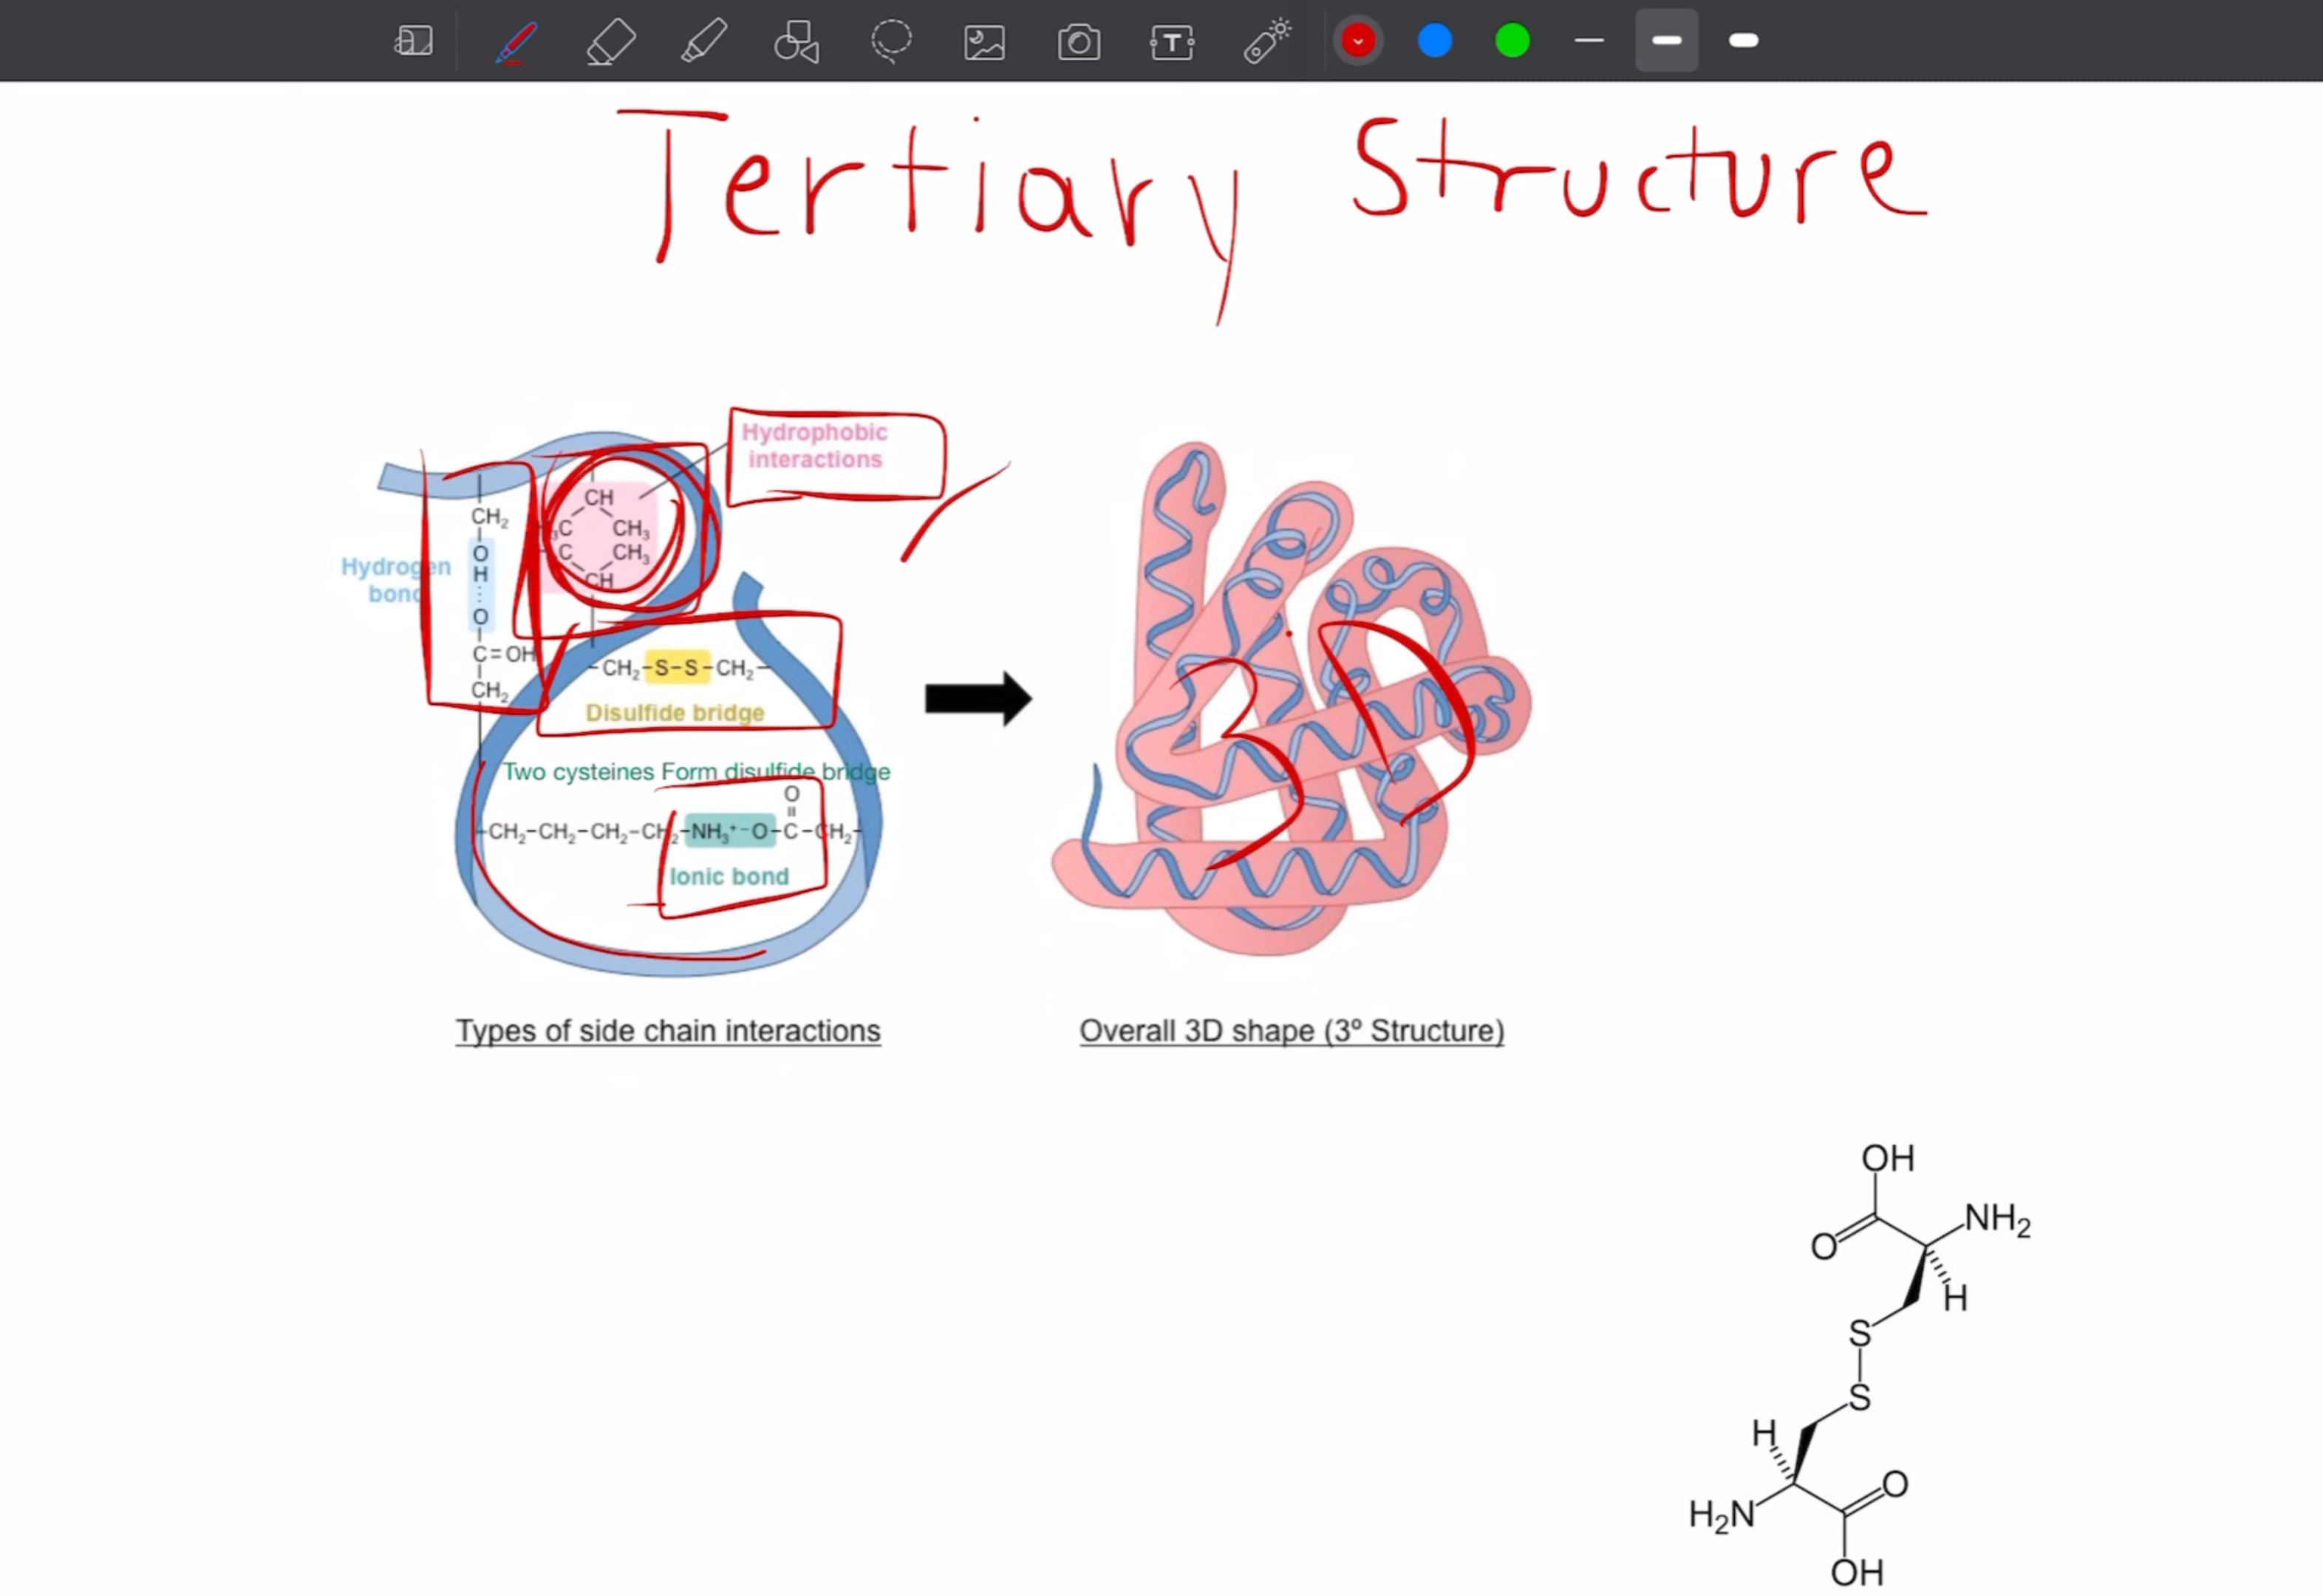 Tertiary Structure
Hydrophobic
interactions
CH
CH₂
₃C
CH₃
O
C
CH₃
H
CH
Hydrogen
bond
O
C=OH
CH₂-S-S-CH₂-
CH₂
Disulfide bridge
Two cysteines Form disulfide bridge
O
-CH₂-CH₂-CH₂-CH₂-NH₃⁺⁻O-C-CH₂-
Ionic bond
3D
Types of side chain interactions
Overall 3D shape (3º Structure)
OH
NH₂
O
H
S
S
H
O
H₂N
OH